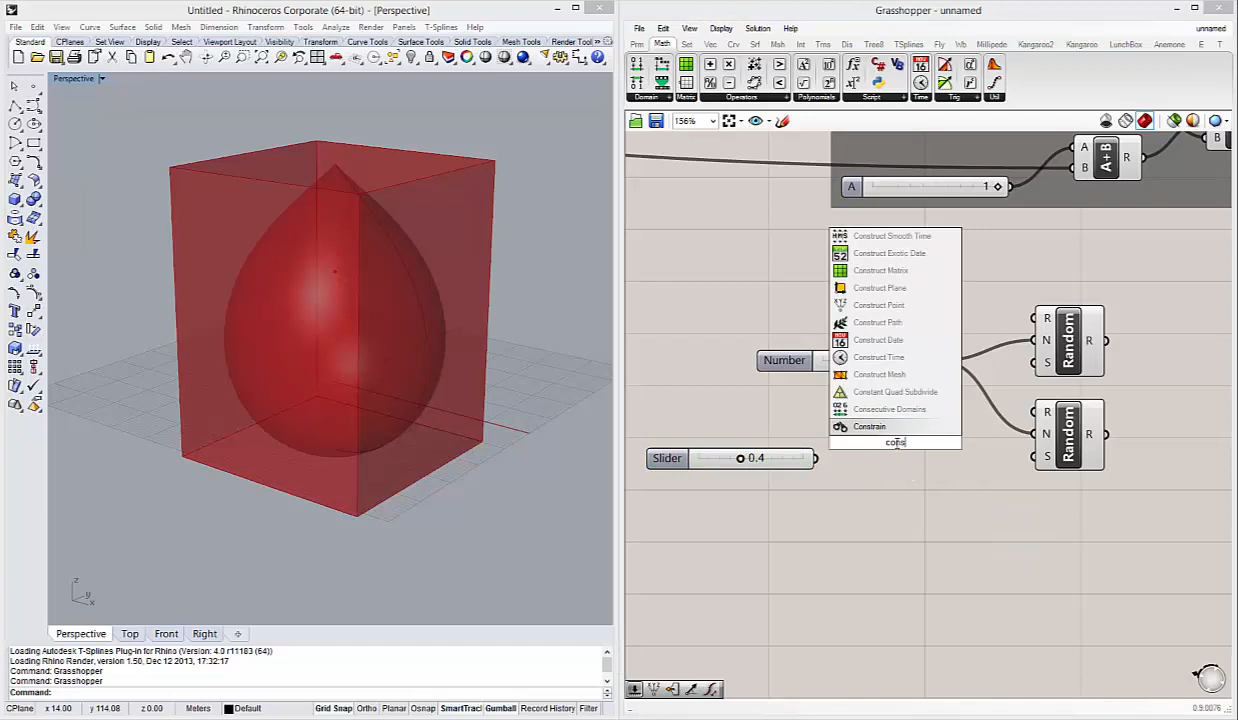 Untitled - Rhinoceros Corporate (64-bit) - [Perspective]
File Edit View Curve Surface Solid Mesh Dimension Transform Tools Analyze Render Panels T-Splines Help
Standard CPlanes Set View Display Select Viewport Layout Visibility Transform Curve Tools Surface Tools Solid Tools Mesh Tools Render Tool
Perspective
z
y
x
Perspective Top Front Right
Loading Autodesk T-Splines Plug-in for Rhino (Version: 4.0 r11183 (64))
Loading Rhino Render, version 1.50, Dec 12 2013, 17:32:17
Command: Grasshopper
Command: Grasshopper
Command:
CPlane x 14.00 y 114.08 z 0.00 Meters Default Grid Snap Ortho Planar Osnap SmartTracl Gumball Record History Filter
Grasshopper - unnamed
File Edit View Display Solution Help unnamed
Prm Math Set Vec Crv Srf Msh Int Trns Dis Tree8 TSplines Fly Wb Millipede Kangaroo2 Kangaroo LunchBox Anemone E T
Domain Matrix Operators Polynomials Script Time Trig Util
156%
A 1
A
B
A+B
R
B
Construct Smooth Time
Construct Exotic Date
Construct Matrix
Construct Plane
Construct Point
Construct Path
Construct Date
Construct Time
Construct Mesh
Constant Quad Subdivide
Consecutive Domains
Constrain
cons
Number
Slider 0.4
R
N
S
Random
R
R
N
S
Random
R
0.9.0076